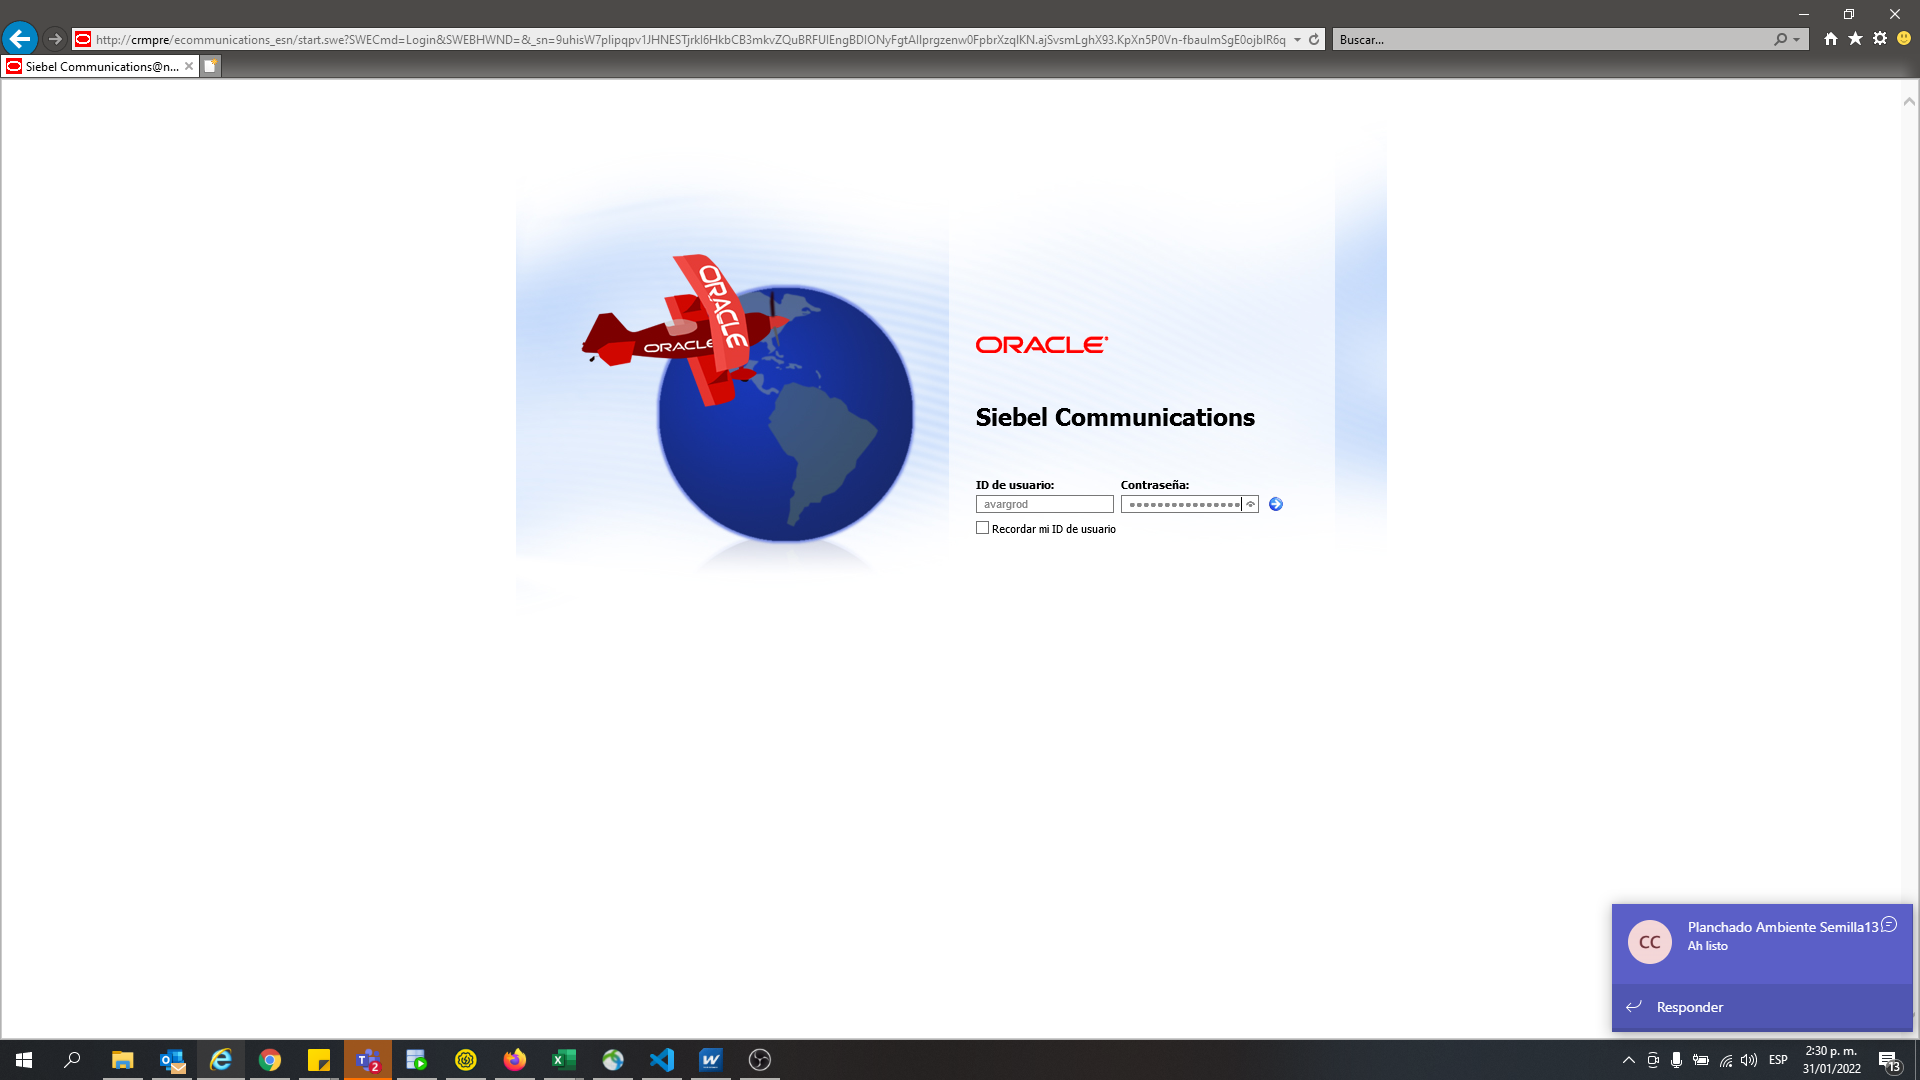 http://crmpre/ecommunications_esn/start.swe?SWECmd=Login&SWEBHWND=&_sn=9uhisW7pIipqpv1JHNESTjrkI6HkbCB3mkvZQuBRFUIEngBDIONyFgtAIIprgzenw0FpbrXzqIKN.ajSvsmLghX93.KpXn5P0Vn-fbauImSgE0ojbIR6q
Buscar...
Siebel Communications@n...
ORACLE
ORACLE
ORACLE
Siebel Communications
ID de usuario:
Contraseña:
avargrod
Recordar mi ID de usuario
CC
Planchado Ambiente Semilla13
Ah listo
Responder
2
ESP
2:30 p. m.
31/01/2022
13